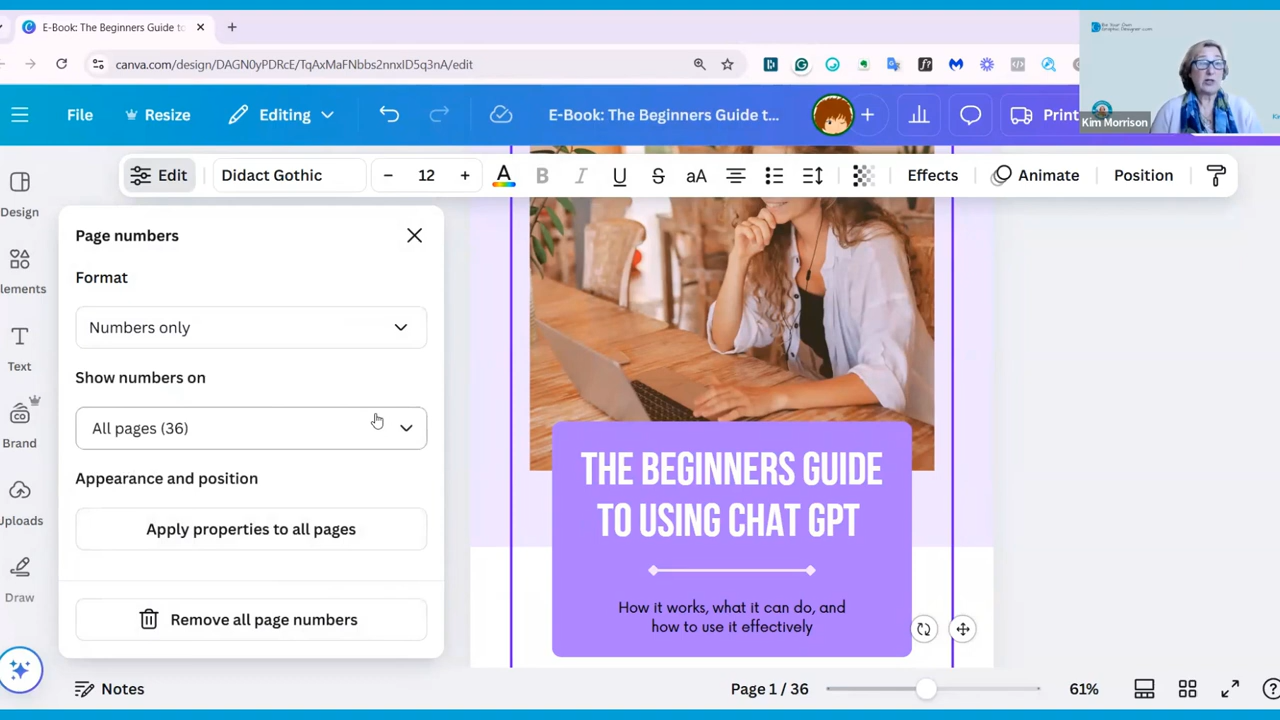 E-Book: The Beginners Guide to
canva.com/design/DAGN0yPDRcE/TqAxMaFNbbs2nnxID5q3nA/edit
File
Resize
Editing
E-Book: The Beginners Guide t...
Print
Kim Morrison
Edit
Didact Gothic
12
A
B
I
U
S
aA
Effects
Animate
Position
Design
Elements
Text
Brand
Uploads
Draw
Page numbers
Format
Numbers only
Show numbers on
All pages (36)
Appearance and position
Apply properties to all pages
Remove all page numbers
THE BEGINNERS GUIDE
TO USING CHAT GPT
How it works, what it can do, and
how to use it effectively
Notes
Page 1 / 36
61%